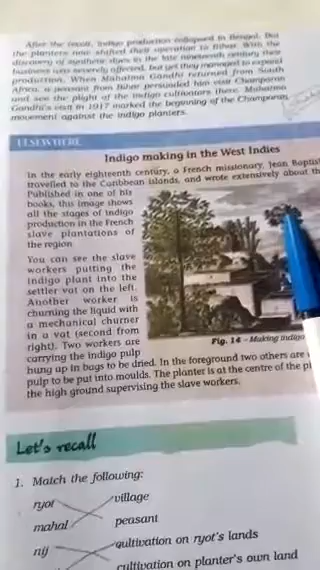 After the revolt, indigo production collapsed in Bengal. But
the planters now shifted their operation to Bihar. With the
discovery of synthetic dyes in the late nineteenth century their
business was severely affected, but yet they managed to expand
production. When Mahatma Gandhi returned from South
Africa, a peasant from Bihar persuaded him visit Champaran
and see the plight of the indigo cultivators there. Mahatma
Gandhi's visit in 1917 marked the beginning of the Champaran
movement against the indigo planters.
ELSEWHERE
Indigo making in the West Indies
In the early eighteenth century, a French missionary, Jean Baptist
travelled to the Caribbean islands, and wrote extensively about th
Published in one of his
books, this image shows
all the stages of indigo
production in the French
slave plantations of
the region.
You can see the slave
workers putting the
indigo plant into the
settler vat on the left.
Another worker is
churning the liquid with
a mechanical churner
in a vat (second from
right). Two workers are
carrying the indigo pulp
Fig. 14 – Making indigo
hung up in bags to be dried. In the foreground two others are
pulp to be put into moulds. The planter is at the centre of the pi
the high ground supervising the slave workers.
Let's recall
1. Match the following:
ryot village
mahal peasant
nij cultivation on ryot's lands
cultivation on planter's own land